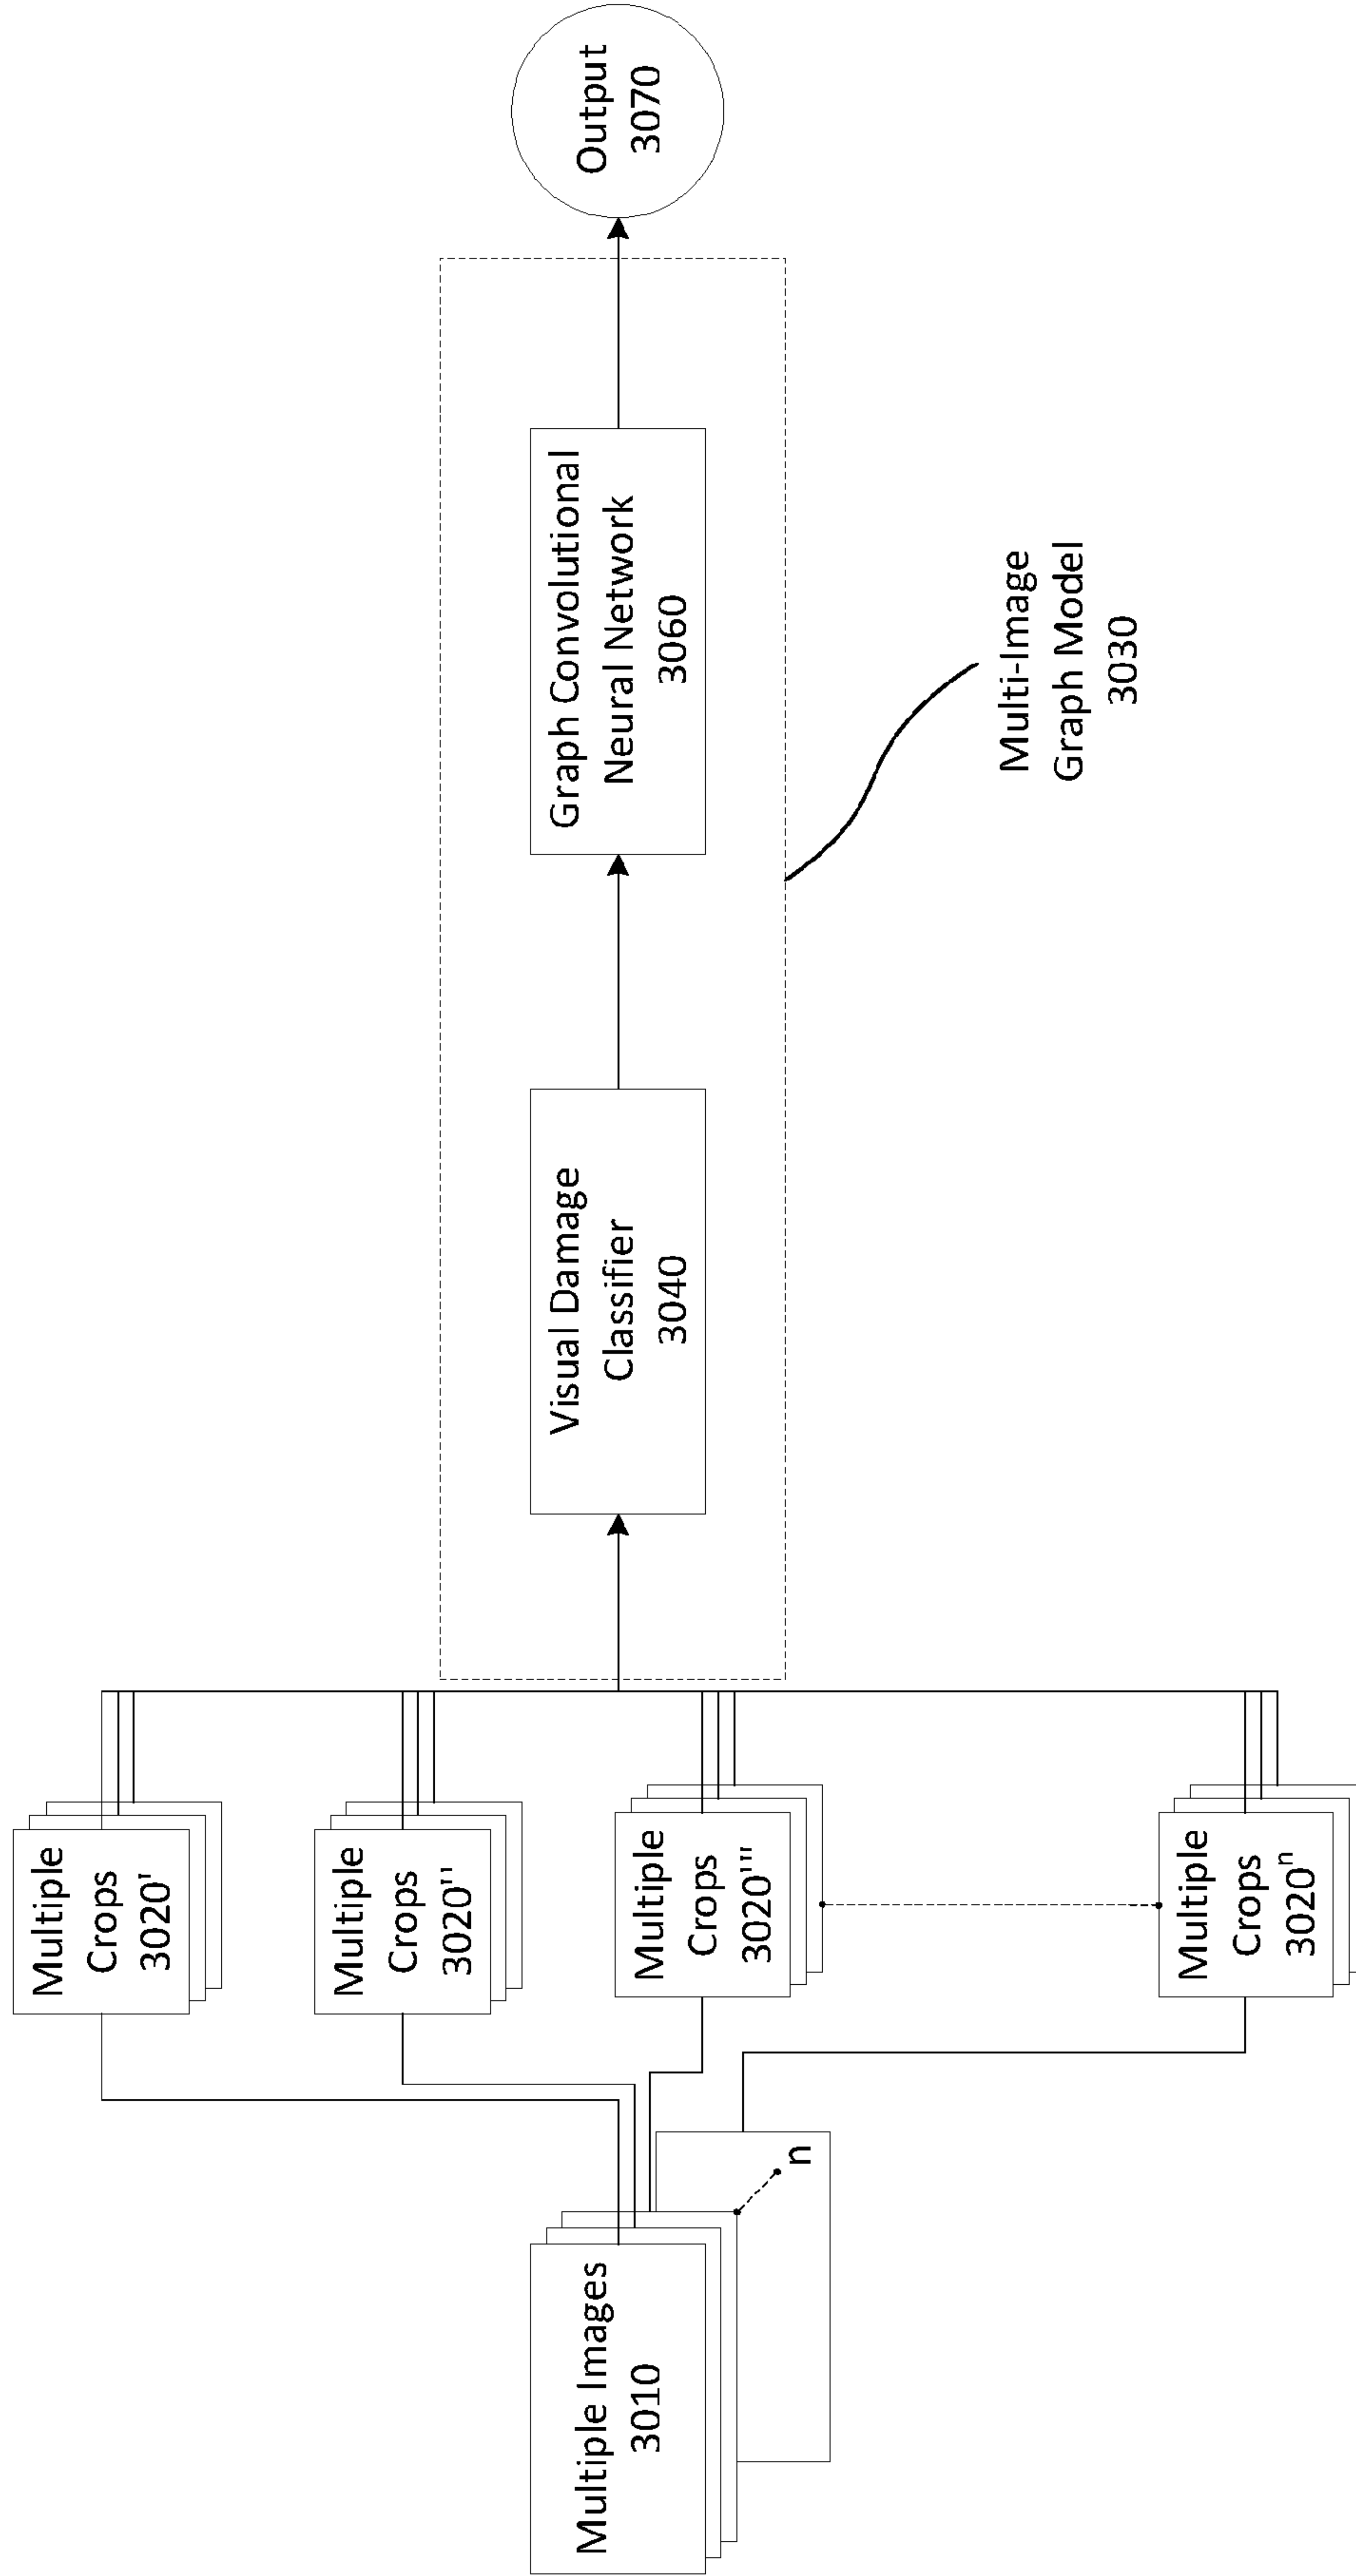 Multiple Images
3010
n
Multiple
Crops
3020'
Multiple
Crops
3020''
Multiple
Crops
3020'''
Multiple
Crops
3020ⁿ
Visual Damage
Classifier
3040
Graph Convolutional
Neural Network
3060
Multi-Image
Graph Model
3030
Output
3070